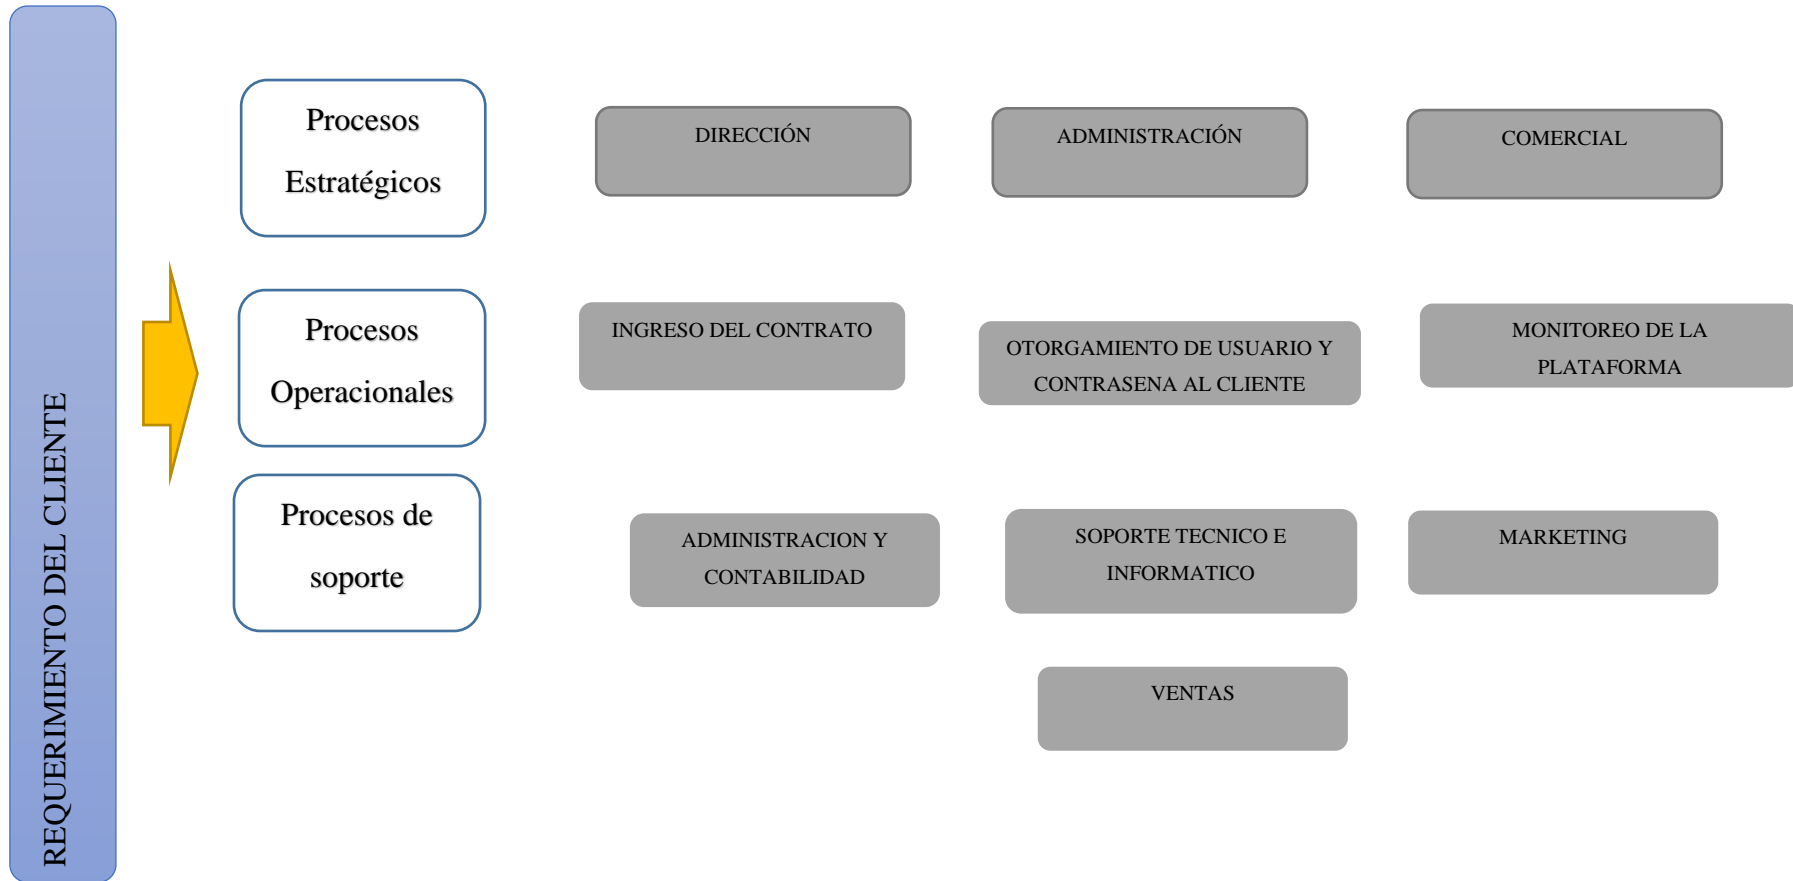 REQUERIMIENTO DEL CLIENTE
Procesos
Estratégicos
DIRECCIÓN
ADMINISTRACIÓN
COMERCIAL
Procesos
Operacionales
INGRESO DEL CONTRATO
OTORGAMIENTO DE USUARIO Y
CONTRASENA AL CLIENTE
MONITOREO DE LA
PLATAFORMA
Procesos de
soporte
ADMINISTRACION Y
CONTABILIDAD
SOPORTE TECNICO E
INFORMATICO
MARKETING
VENTAS